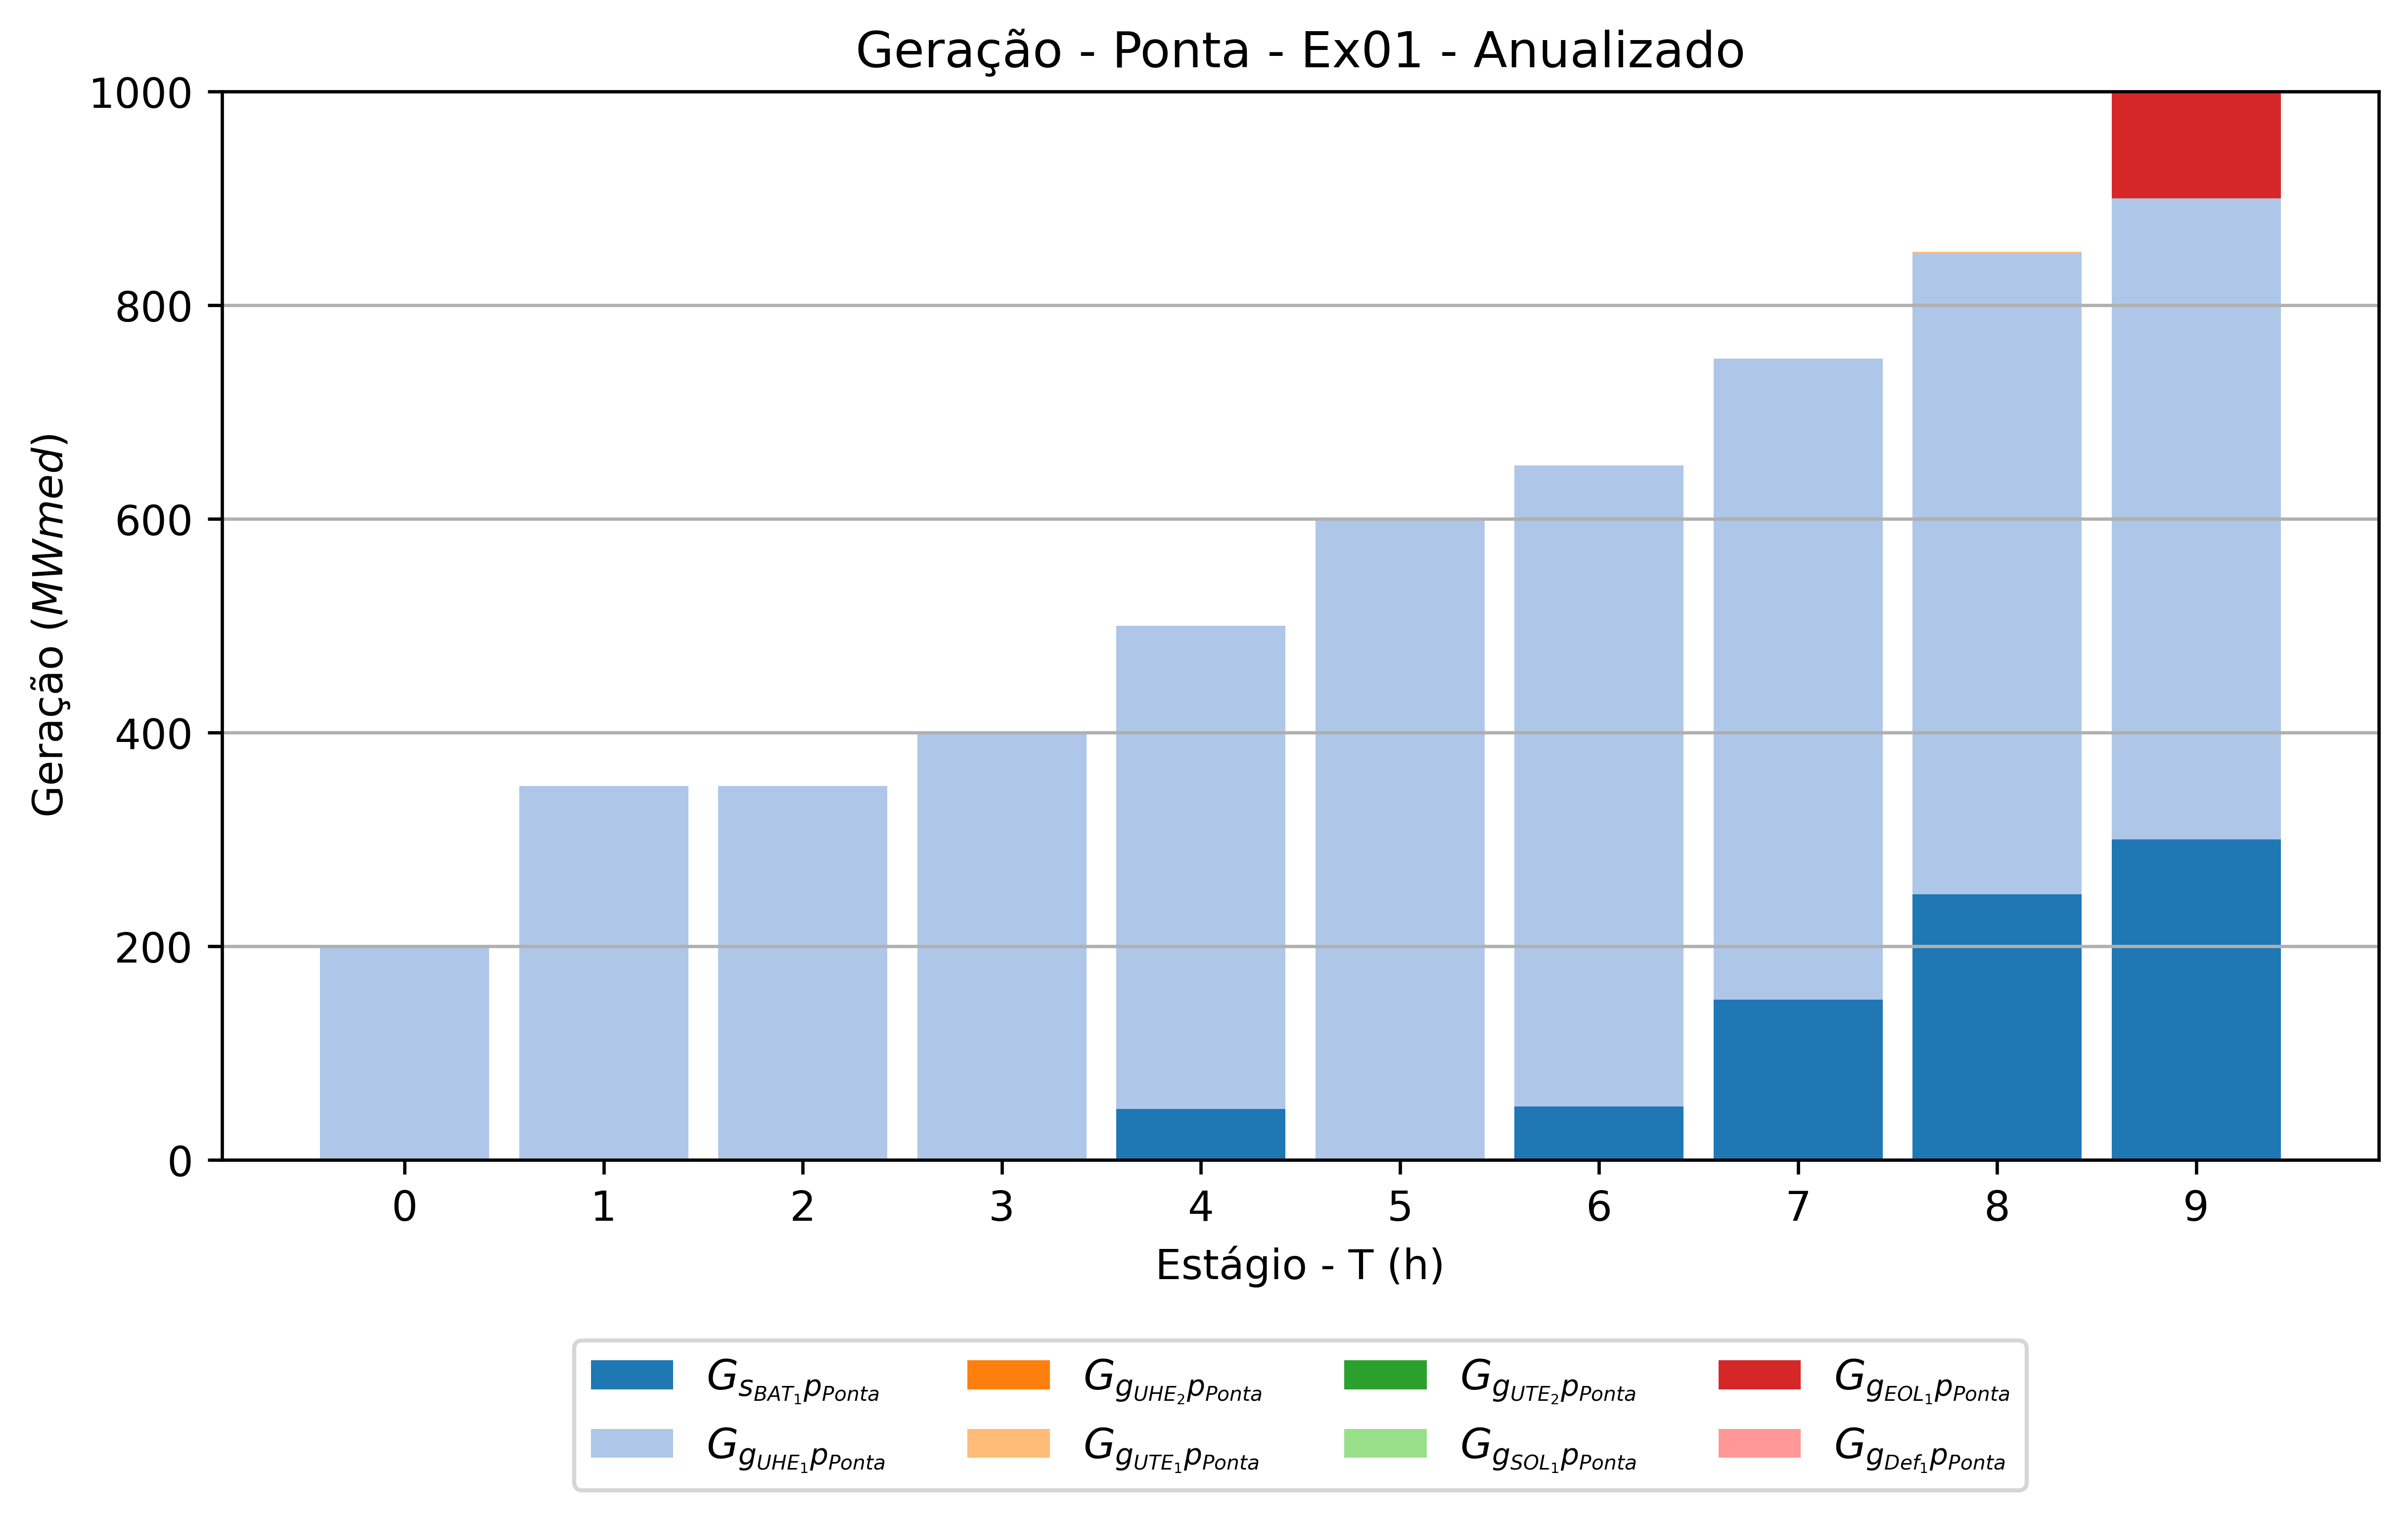 Geração - Ponta - Ex01 - Anualizado
1000
800
600
400
200
0
Geração (MWmed)
0 1 2 3 4 5 6 7 8 9
Estágio - T (h)
G_{s_{BAT_1}p_{Ponta}} G_{g_{UHE_2}p_{Ponta}} G_{g_{UTE_2}p_{Ponta}} G_{g_{EOL_1}p_{Ponta}}
G_{g_{UHE_1}p_{Ponta}} G_{g_{UTE_1}p_{Ponta}} G_{g_{SOL_1}p_{Ponta}} G_{g_{Def_1}p_{Ponta}}